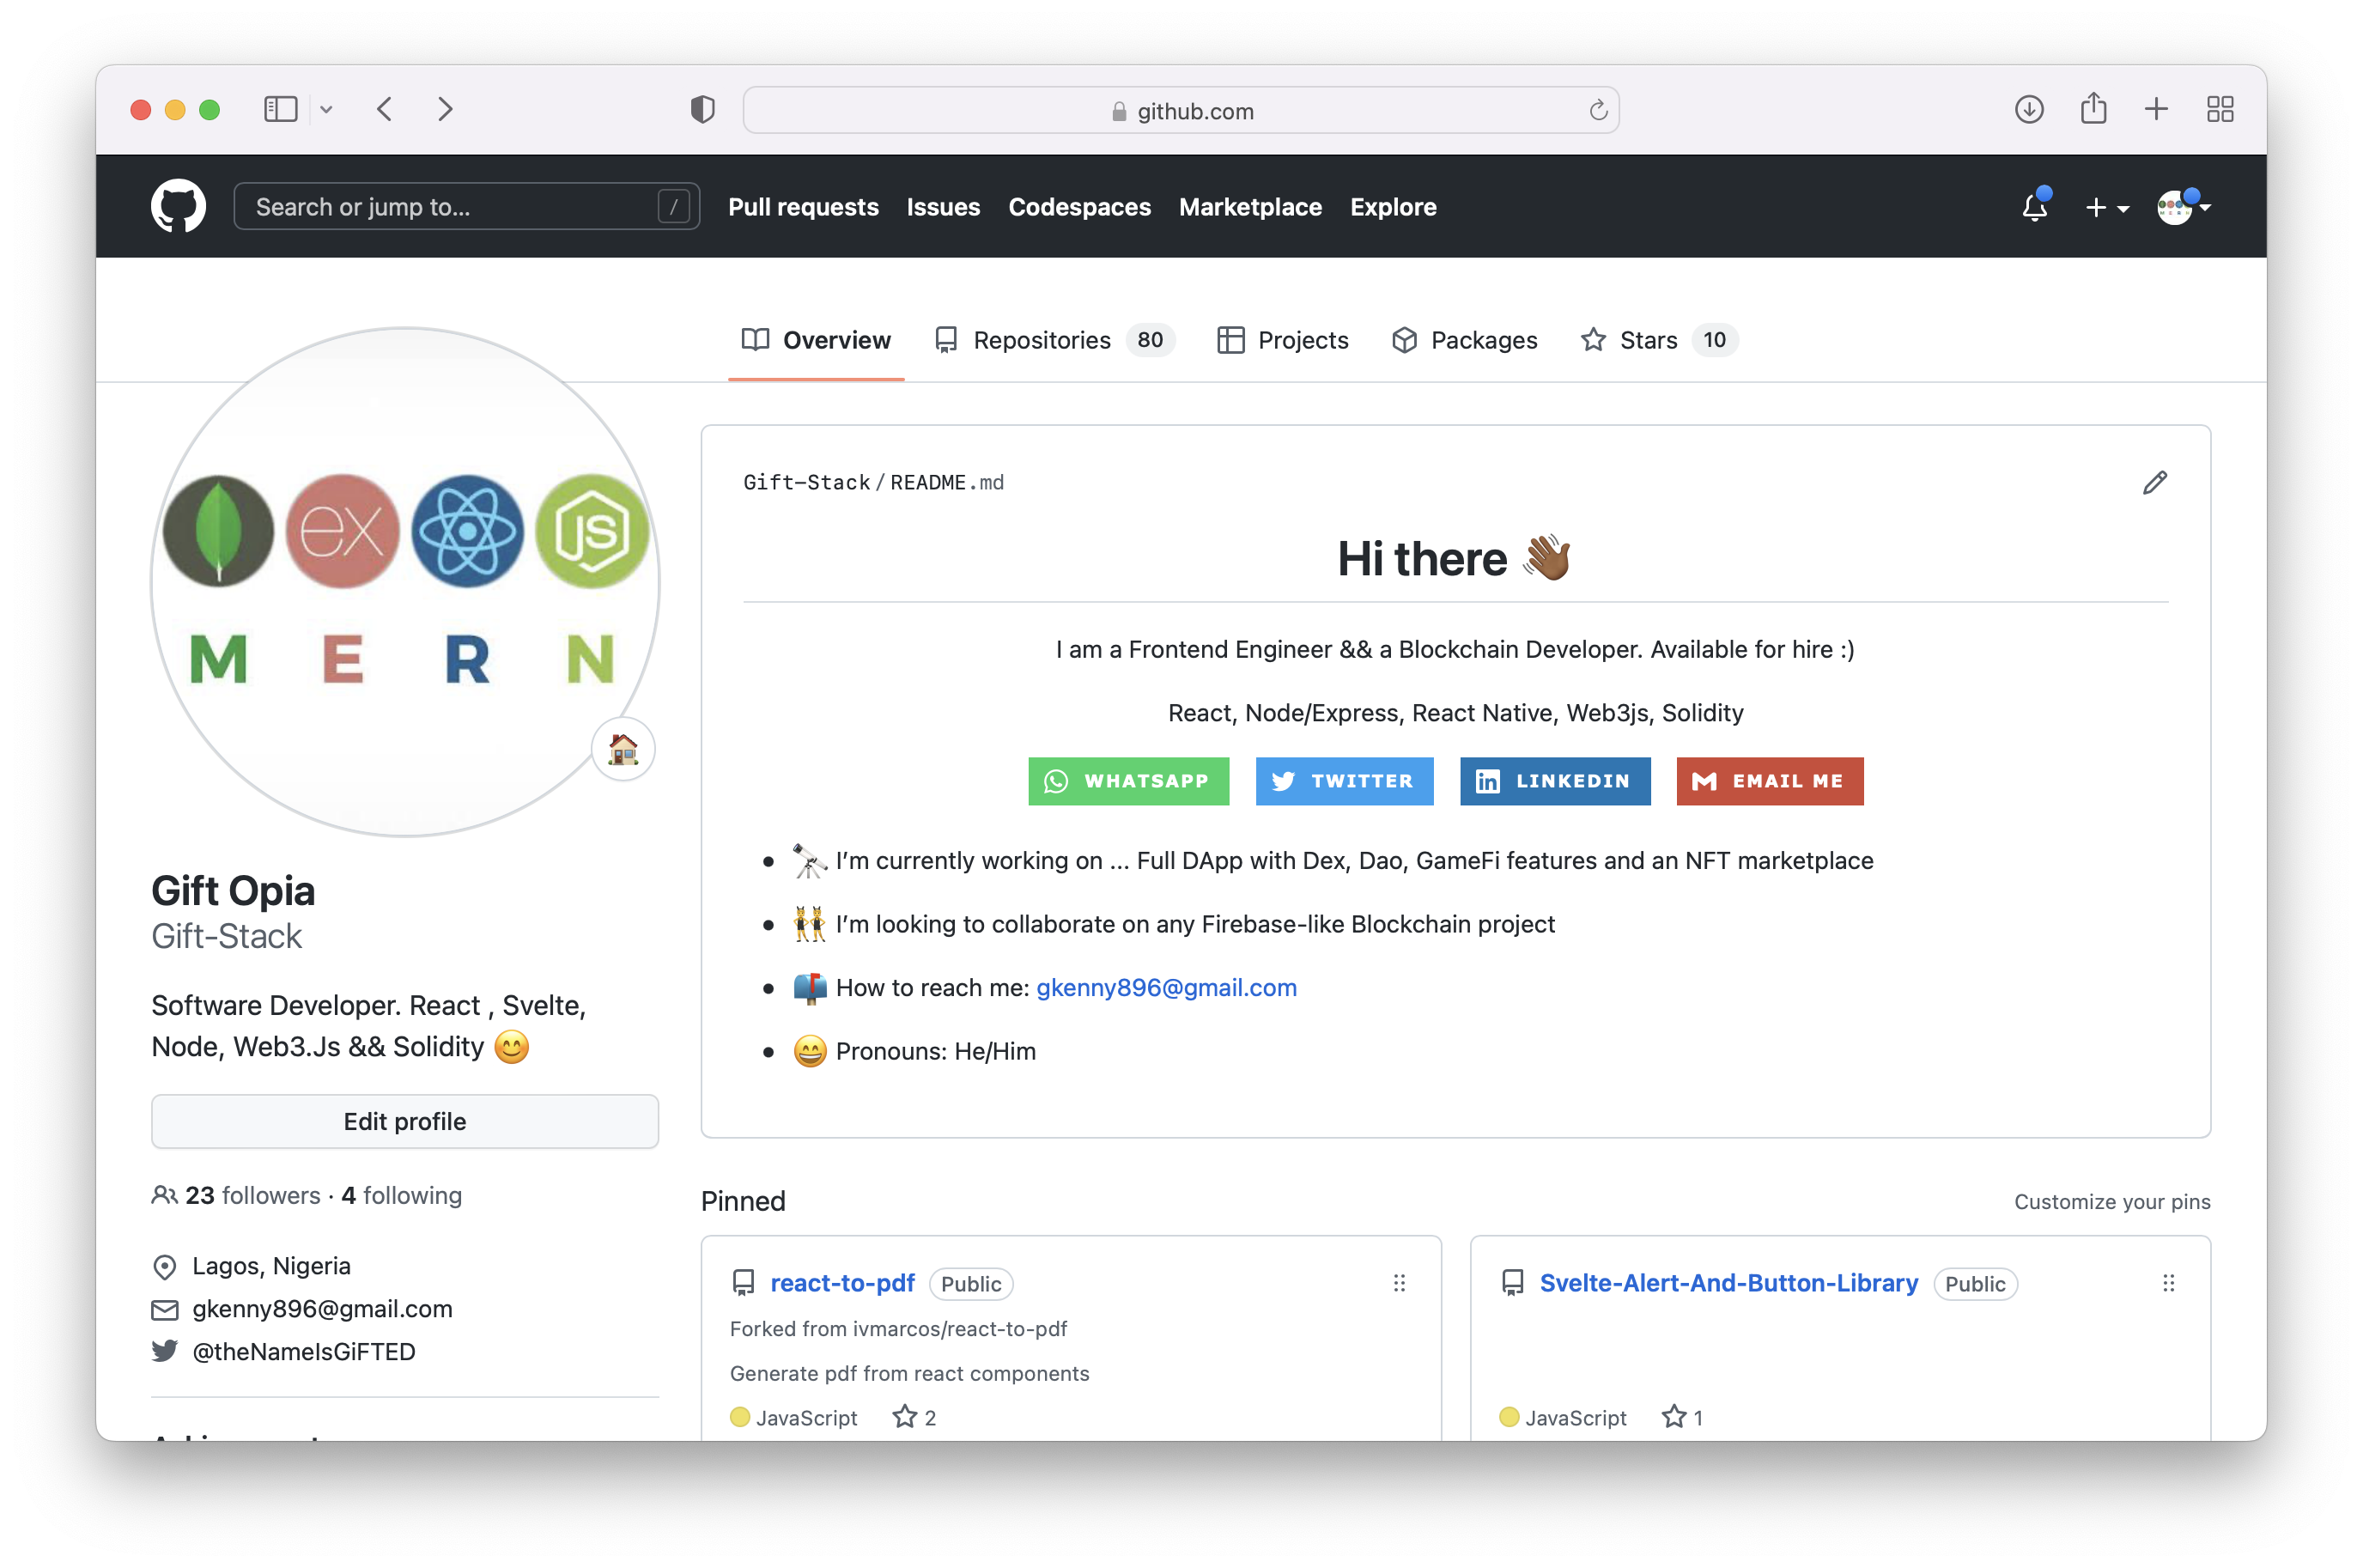 github.com
Search or jump to...
/
Pull requests
Issues
Codespaces
Marketplace
Explore
Overview
Repositories 80
Projects
Packages
Stars 10
ex
JS
M E R N
Gift Opia
Gift-Stack
Software Developer. React , Svelte,
Node, Web3.Js && Solidity 😊
Edit profile
23 followers · 4 following
Lagos, Nigeria
gkenny896@gmail.com
@theNameIsGiFTED
Gift-Stack / README.md
Hi there 👋🏾
I am a Frontend Engineer && a Blockchain Developer. Available for hire :)
React, Node/Express, React Native, Web3js, Solidity
WHATSAPP
TWITTER
in LINKEDIN
EMAIL ME
• 🔭 I’m currently working on ... Full DApp with Dex, Dao, GameFi features and an NFT marketplace
• 👯 I’m looking to collaborate on any Firebase-like Blockchain project
• 📫 How to reach me: gkenny896@gmail.com
• 😄 Pronouns: He/Him
Pinned
Customize your pins
react-to-pdf Public
Forked from ivmarcos/react-to-pdf
Generate pdf from react components
JavaScript 2
Svelte-Alert-And-Button-Library Public
JavaScript 1